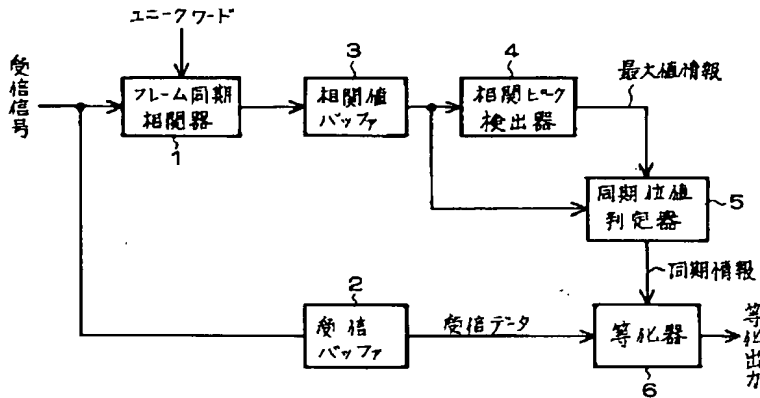 ユニークワード
受信信号
フレーム同期
相関器
1
3
相関値
バッファ
4
相関ピーク
検出器
最大値情報
同期位値
判定器
5
同期情報
2
受信
バッファ
受信データ
等化器
6
等化出力